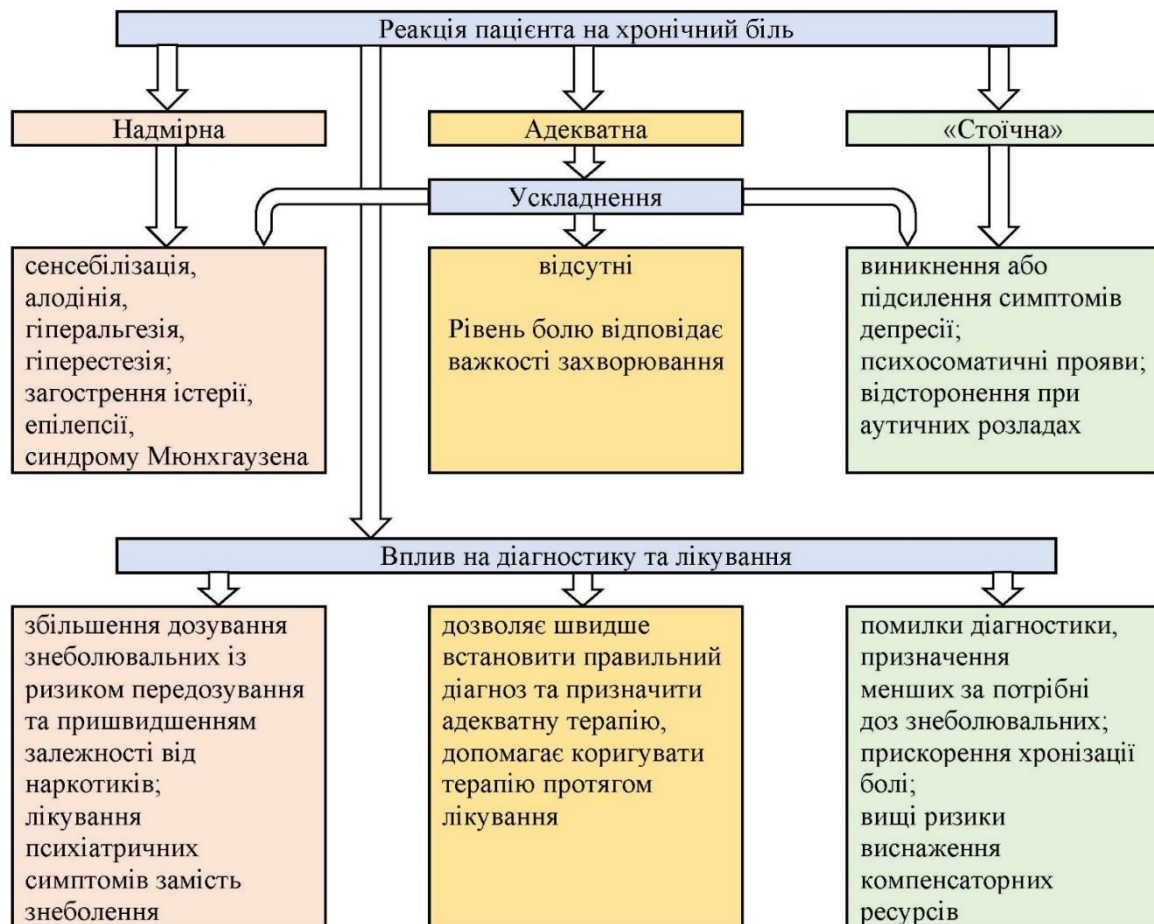 Реакція пацієнта на хронічний біль
Надмірна
Адекватна
«Стоїчна»
Ускладнення
сенсебілізація,
алодінія,
гіперальгезія,
гіперестезія;
загострення істерії,
епілепсії,
синдрому Мюнхгаузена
відсутні
Рівень болю відповідає
важкості захворювання
виникнення або
підсилення симптомів
депресії;
психосоматичні прояви;
відсторонення при
аутичних розладах
Вплив на діагностику та лікування
збільшення дозування
знеболювальних із
ризиком передозування
та пришвидшенням
залежності від
наркотиків;
лікування
психіатричних
симптомів замість
знеболення
дозволяє швидше
встановити правильний
діагноз та призначити
адекватну терапію,
допомагає коригувати
терапію протягом
лікування
помилки діагностики,
призначення
менших за потрібні
доз знеболювальних;
прискорення хронізації
болі;
вищі ризики
виснаження
компенсаторних
ресурсів